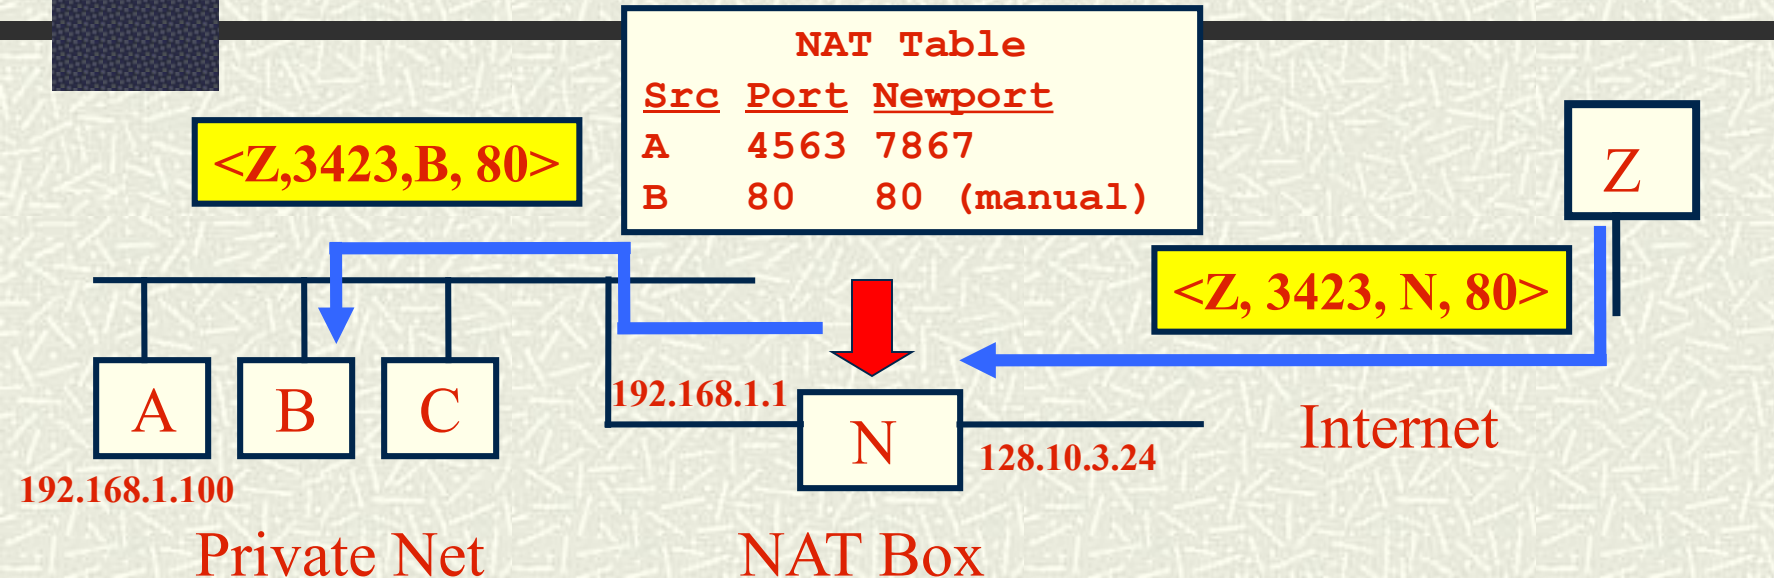 NAT Table
Src Port Newport
A 4563 7867
B 80 80 (manual)
<Z,3423,B, 80>
Z
<Z, 3423, N, 80>
A
B
C
192.168.1.1
N
128.10.3.24
Internet
192.168.1.100
Private Net
NAT Box